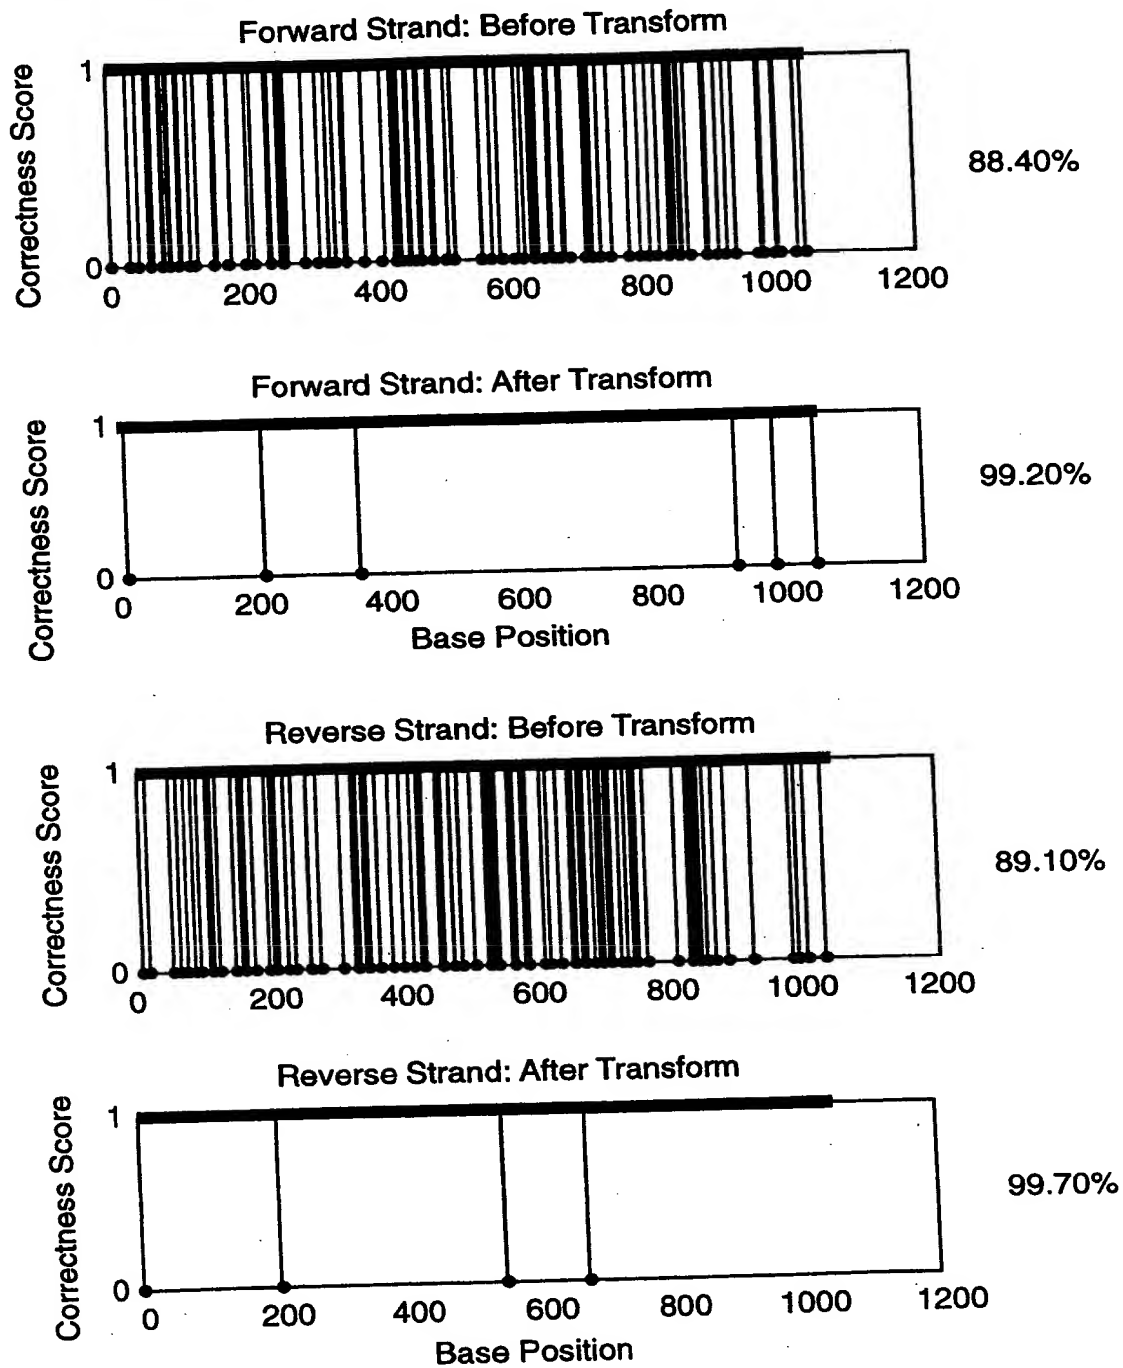 Forward Strand: Before Transform
Correctness Score
1
0
0 200 400 600 800 1000 1200
88.40%
Forward Strand: After Transform
Correctness Score
1
0
0 200 400 600 800 1000 1200
Base Position
99.20%
Reverse Strand: Before Transform
Correctness Score
1
0
0 200 400 600 800 1000 1200
89.10%
Reverse Strand: After Transform
Correctness Score
1
0
0 200 400 600 800 1000 1200
Base Position
99.70%